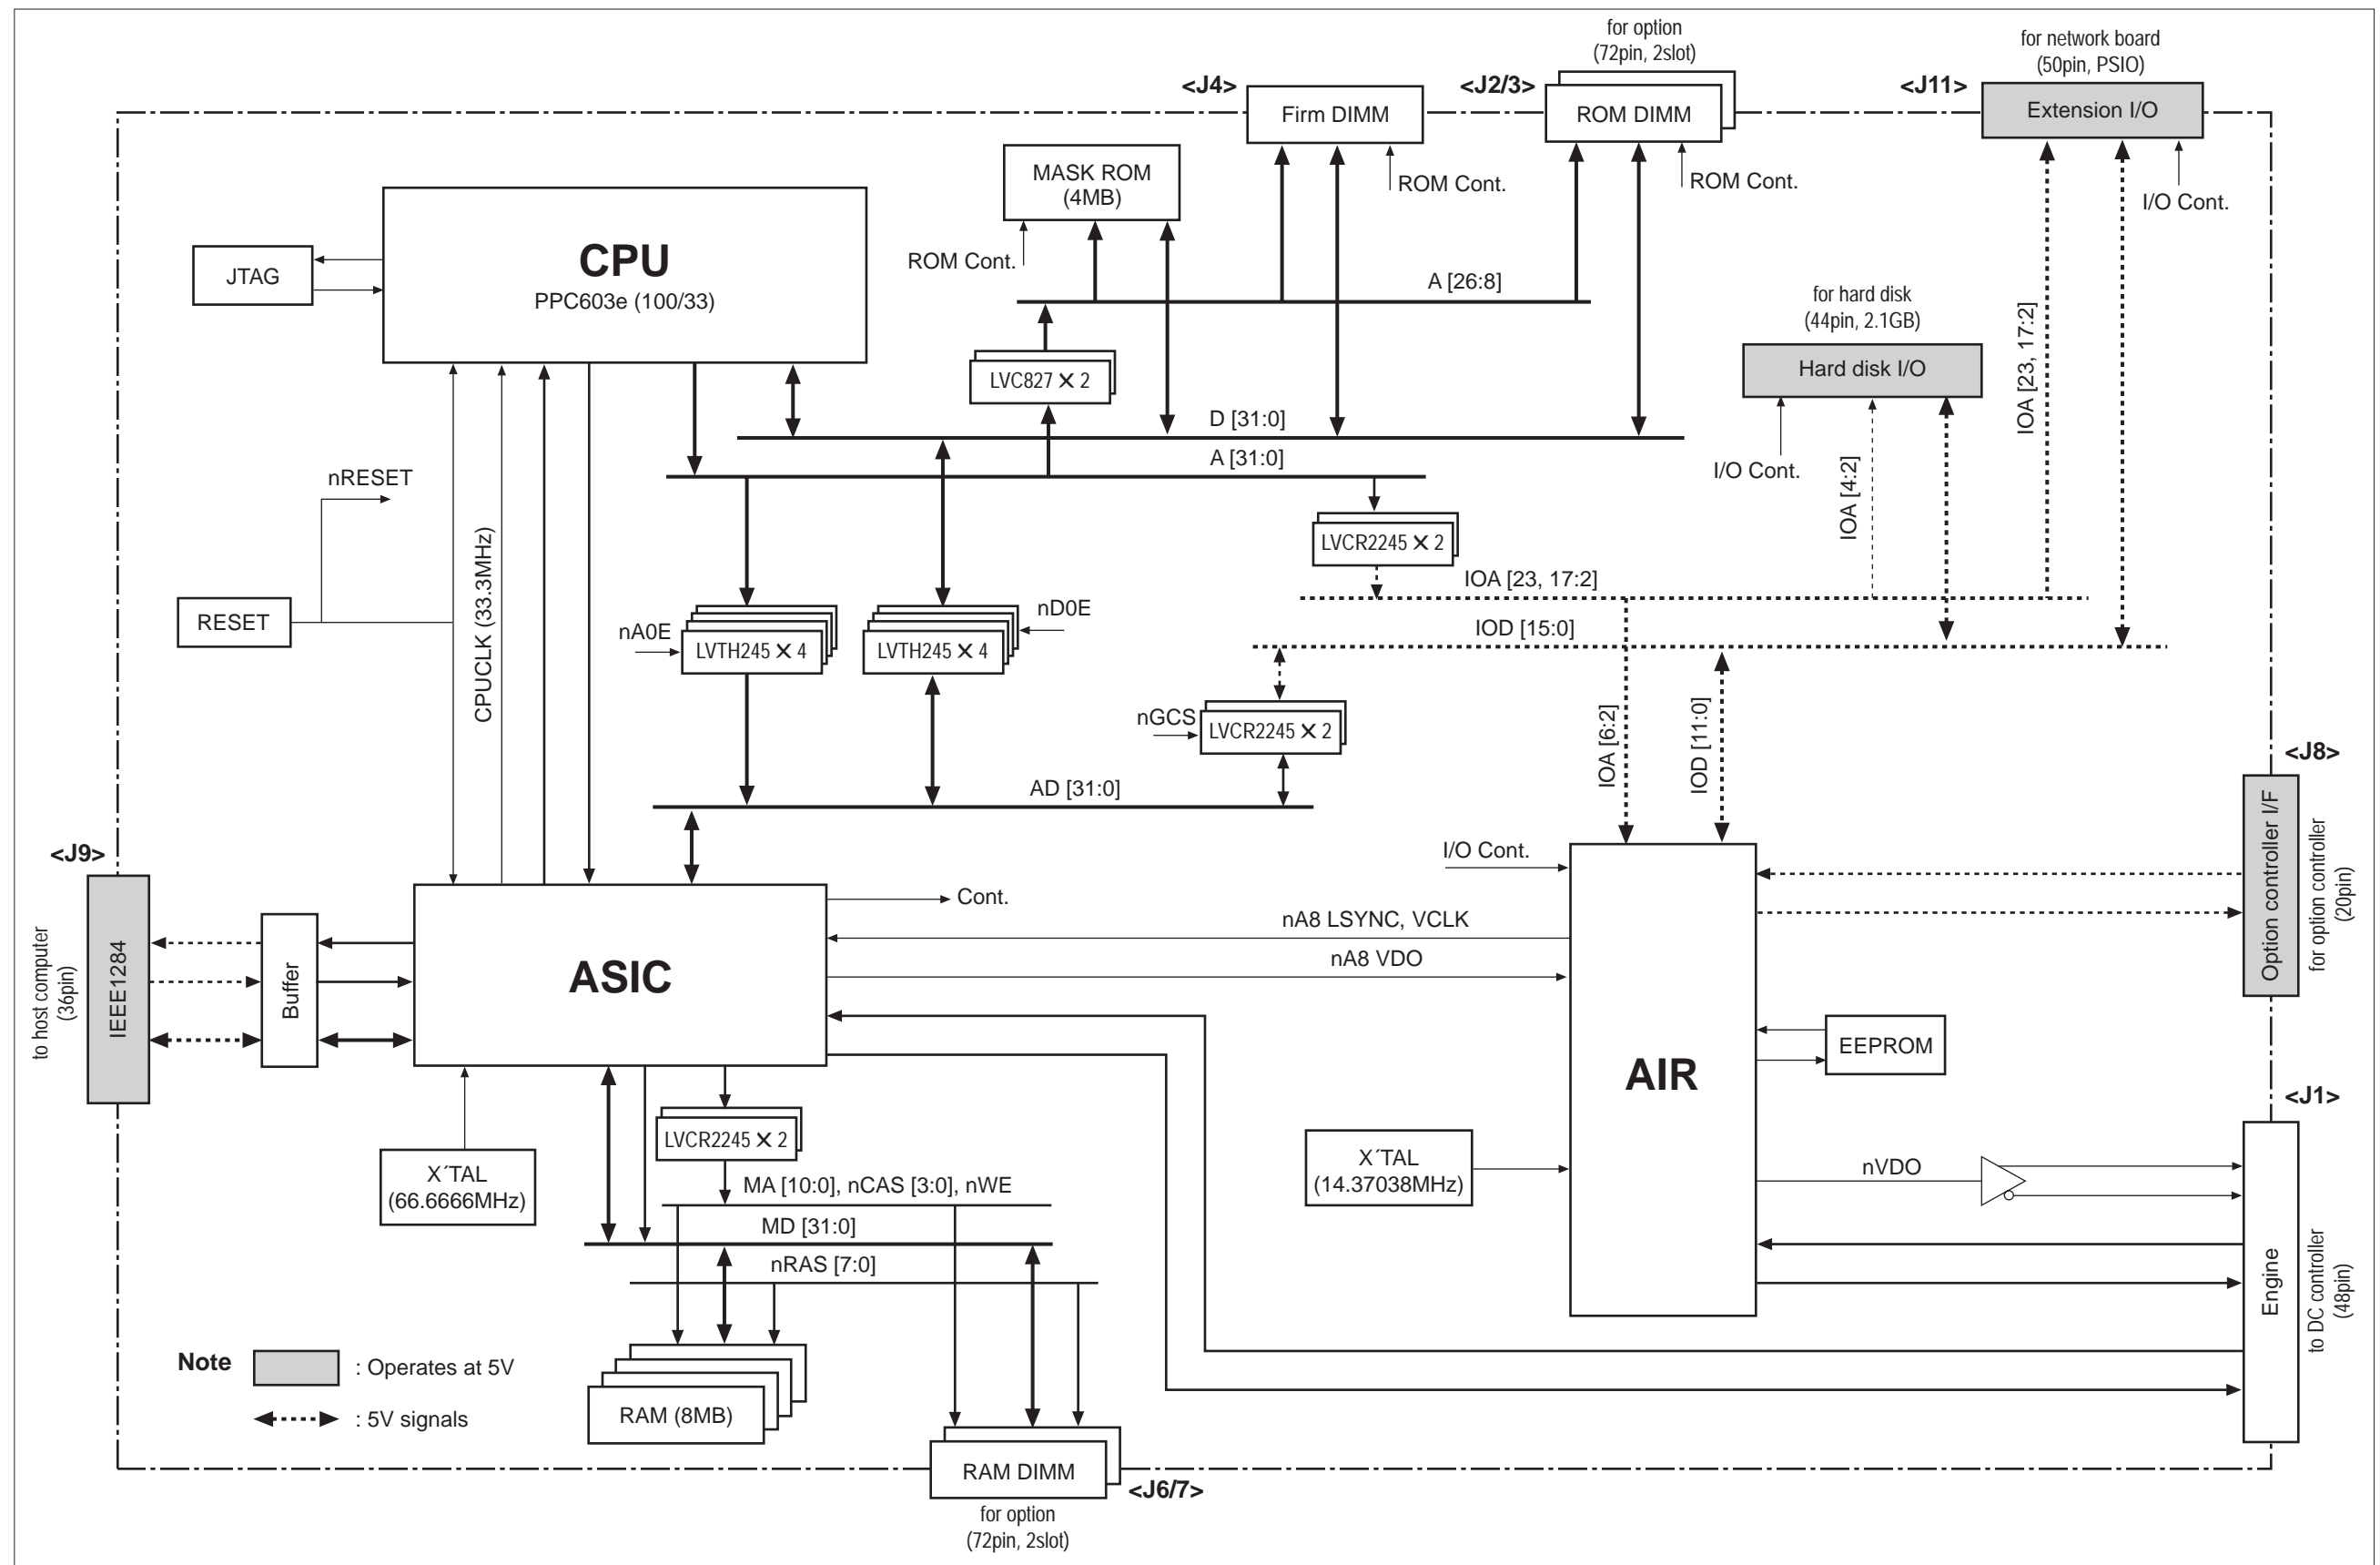 for option
(72pin, 2slot)
for network board
(50pin, PSIO)
<J4>
<J2/3>
<J11>
Firm DIMM
ROM DIMM
Extension I/O
MASK ROM
(4MB)
ROM Cont.
ROM Cont.
I/O Cont.
CPU
PPC603e (100/33)
JTAG
ROM Cont.
A [26:8]
for hard disk
(44pin, 2.1GB)
Hard disk I/O
IOA [23, 17:2]
LVC827 X 2
D [31:0]
A [31:0]
I/O Cont.
IOA [4:2]
nRESET
CPUCLK (33.3MHz)
LVCR2245 X 2
IOA [23, 17:2]
RESET
nA0E
LVTH245 X 4
LVTH245 X 4
nD0E
IOD [15:0]
nGCS
LVCR2245 X 2
IOA [6:2]
IOD [11:0]
AD [31:0]
<J8>
Option controller I/F
for option controller
(20pin)
<J9>
I/O Cont.
Cont.
nA8 LSYNC, VCLK
nA8 VDO
to host computer
(36pin)
IEEE1284
Buffer
ASIC
AIR
EEPROM
<J1>
LVCR2245 X 2
X´TAL
(66.6666MHz)
X´TAL
(14.37038MHz)
nVDO
MA [10:0], nCAS [3:0], nWE
MD [31:0]
nRAS [7:0]
Engine
to DC controller
(48pin)
Note
: Operates at 5V
: 5V signals
RAM (8MB)
RAM DIMM
<J6/7>
for option
(72pin, 2slot)